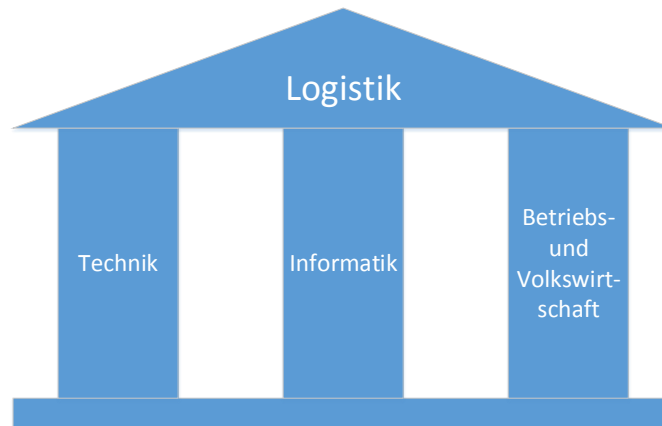 Logistik
Technik
Informatik
Betriebs-
und
Volkswirt-
schaft